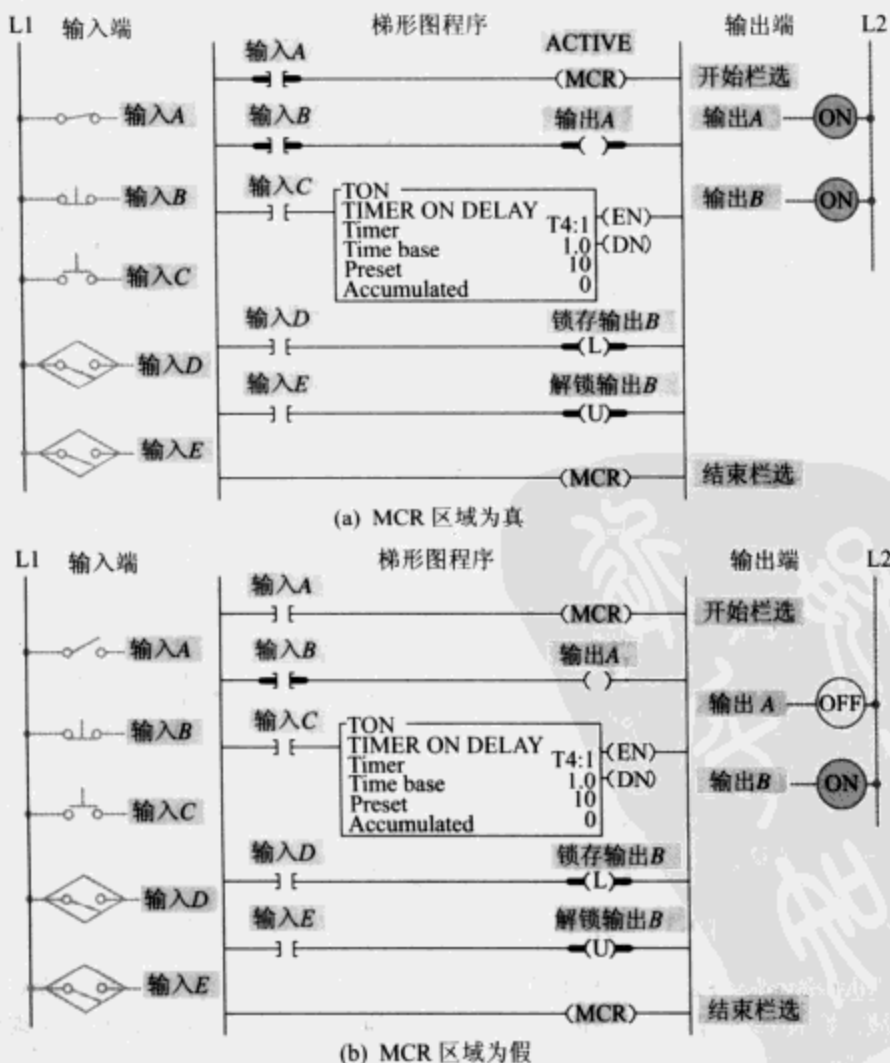 L1 输入端 梯形图程序 输出端 L2
输入A ACTIVE
(MCR) 开始栏选
输入A 输入B 输出A 输出A ON
( )
输入B 输入C 输出B ON
TON
TIMER ON DELAY (EN)
Timer T4:1
Time base 1.0 (DN)
Preset 10
Accumulated 0
输入C
输入D 锁存输出B
(L)
输入D
输入E 解锁输出B
(U)
输入E
(MCR) 结束栏选
(a) MCR 区域为真
L1 输入端 梯形图程序 输出端 L2
输入A
(MCR) 开始栏选
输入A 输入B 输出A
( )
输出A OFF
输入B 输入C
TON
TIMER ON DELAY (EN)
Timer T4:1
Time base 1.0 (DN)
Preset 10
Accumulated 0
输出B ON
输入C
输入D 锁存输出B
(L)
输入D
输入E 解锁输出B
(U)
输入E
(MCR) 结束栏选
(b) MCR 区域为假